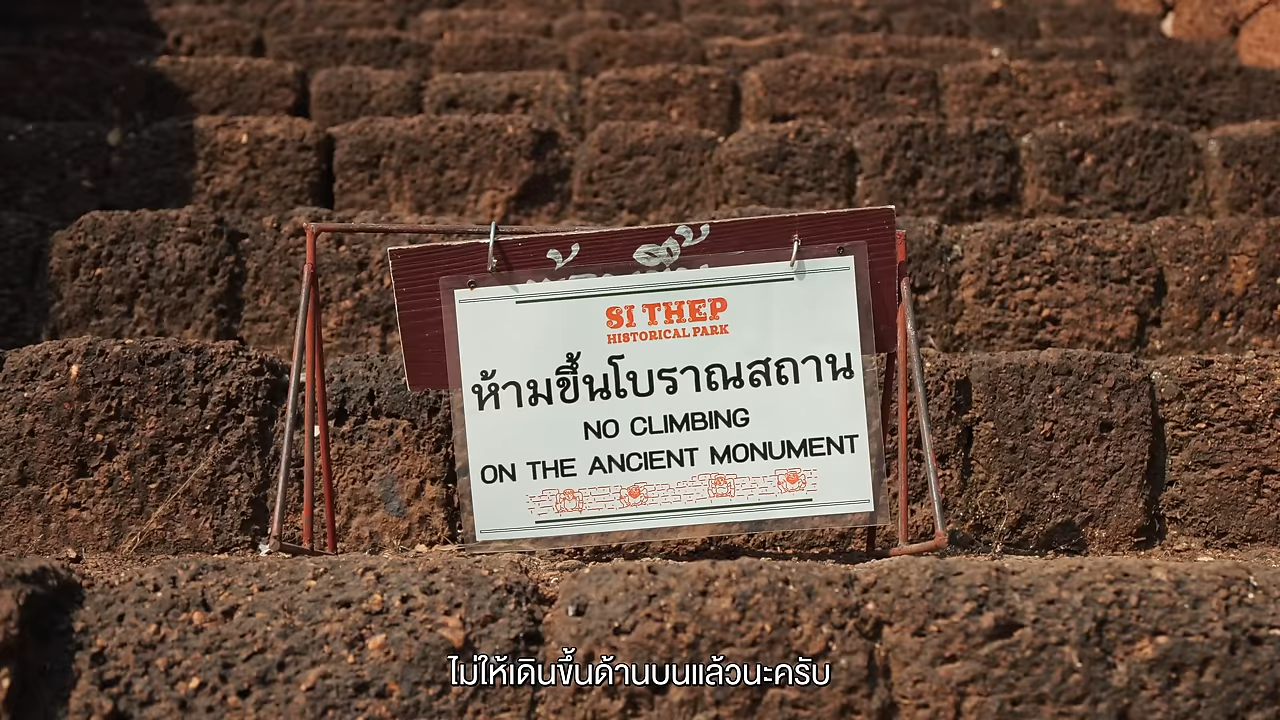 SI THEP
HISTORICAL PARK
ห้ามขึ้นโบราณสถาน
NO CLIMBING
ON THE ANCIENT MONUMENT
ไม่ให้เดินขึ้นด้านบนแล้วนะครับ